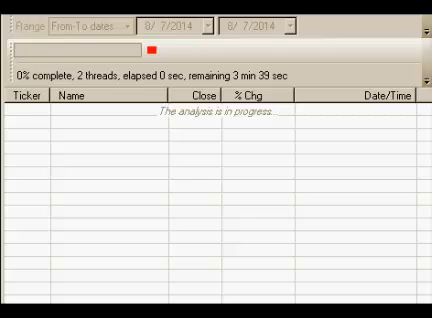 Range From-To dates 8/ 7/2014 8/ 7/2014
0% complete, 2 threads, elapsed 0 sec, remaining 3 min 39 sec
Ticker Name Close % Chg Date/Time
The analysis is in progress...